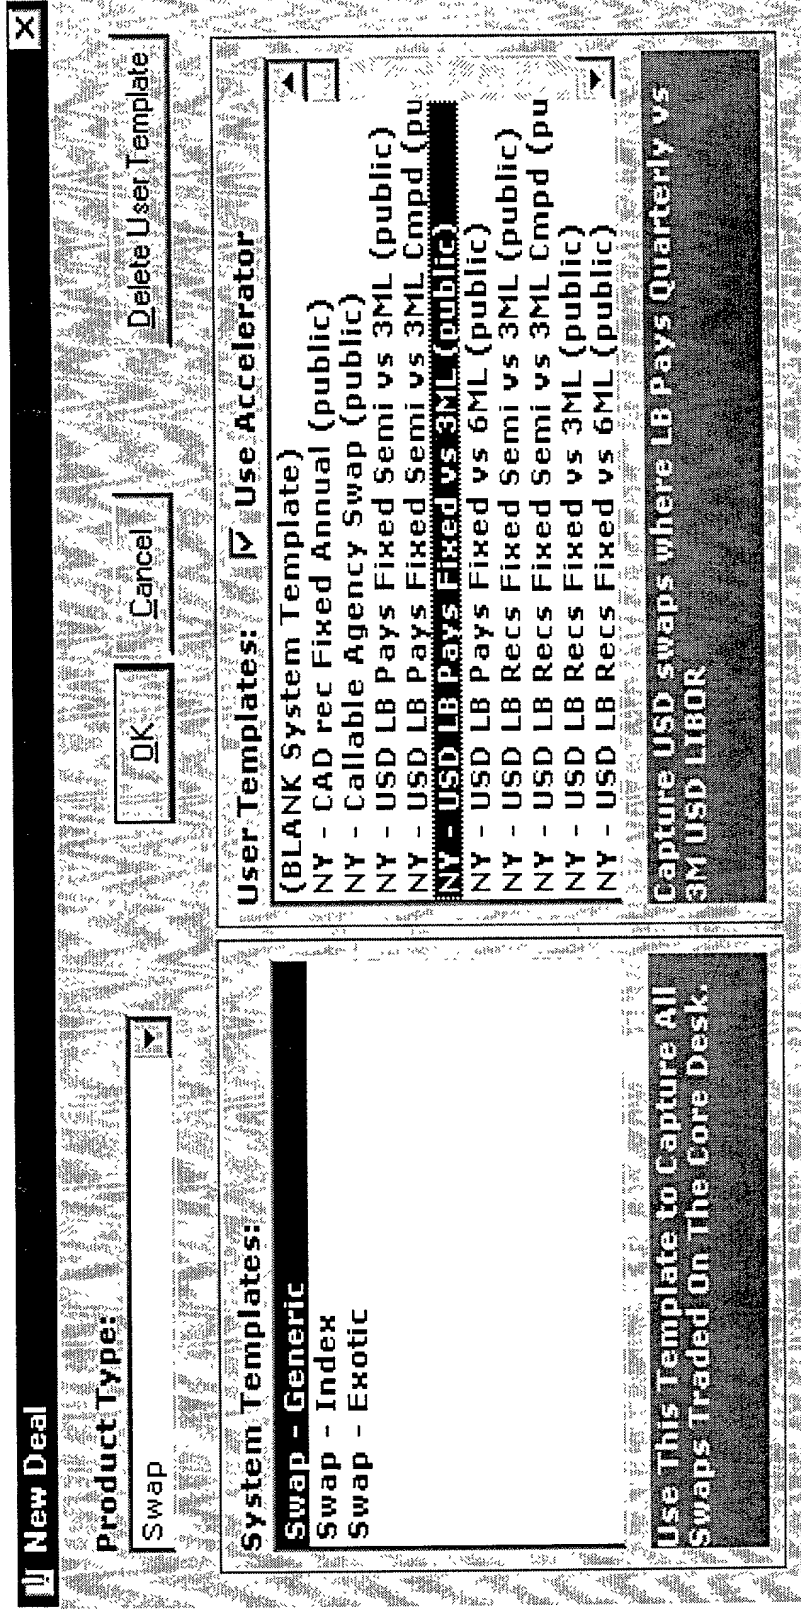 New Deal
Product Type:
Swap
OK
Cancel
Delete User Template
System Templates:
Swap - Generic
Swap - Index
Swap - Exotic
Use This Template to Capture All
Swaps Traded On The Core Desk.
User Templates:
Use Accelerator
(BLANK System Template)
NY - CAD rec Fixed Annual (public)
NY - Callable Agency Swap (public)
NY - USD LB Pays Fixed Semi vs 3ML (public)
NY - USD LB Pays Fixed Semi vs 3ML Cmpd (pu
NY - USD LB Pays Fixed vs 3ML (public)
NY - USD LB Pays Fixed vs 6ML (public)
NY - USD LB Recs Fixed Semi vs 3ML (public)
NY - USD LB Recs Fixed Semi vs 3ML Cmpd (pu
NY - USD LB Recs Fixed vs 3ML (public)
NY - USD LB Recs Fixed vs 6ML (public)
Capture USD swaps where LB Pays Quarterly vs
3M USD LIBOR